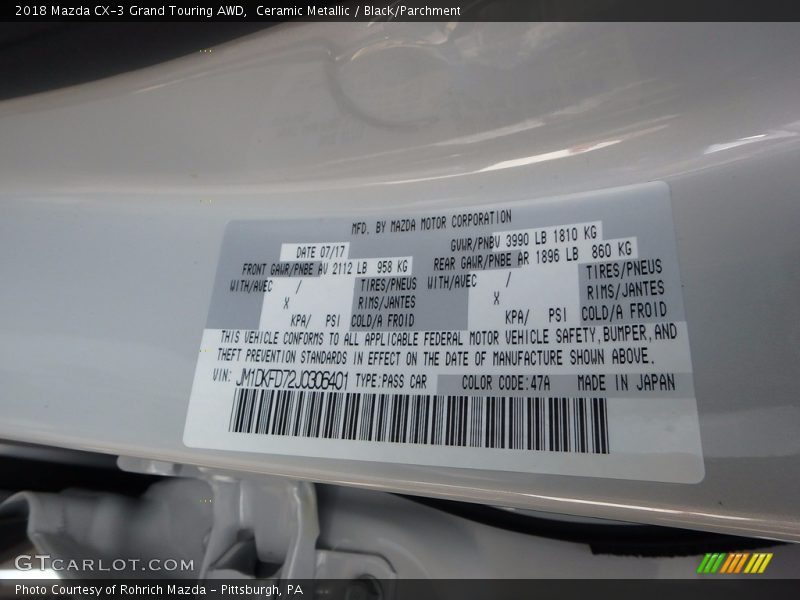 2018 Mazda CX-3 Grand Touring AWD,  Ceramic Metallic / Black/Parchment
MFD. BY MAZDA MOTOR CORPORATION
DATE 07/17
GVWR/PNBV 3990 LB 1810 KG
FRONT GAWR/PNBE AV 2112 LB 958 KG
REAR GAWR/PNBE AR 1896 LB 860 KG
WITH/AVEC / TIRES/PNEUS
WITH/AVEC / TIRES/PNEUS
X RIMS/JANTES
X RIMS/JANTES
KPA/ PSI COLD/A FROID
KPA/ PSI COLD/A FROID
THIS VEHICLE CONFORMS TO ALL APPLICABLE FEDERAL MOTOR VEHICLE SAFETY,BUMPER,AND
THEFT PREVENTION STANDARDS IN EFFECT ON THE DATE OF MANUFACTURE SHOWN ABOVE.
VIN: JM1DKFD72J0306401 TYPE:PASS CAR COLOR CODE:47A MADE IN JAPAN
GTCARLOT.COM
Photo Courtesy of Rohrich Mazda - Pittsburgh, PA